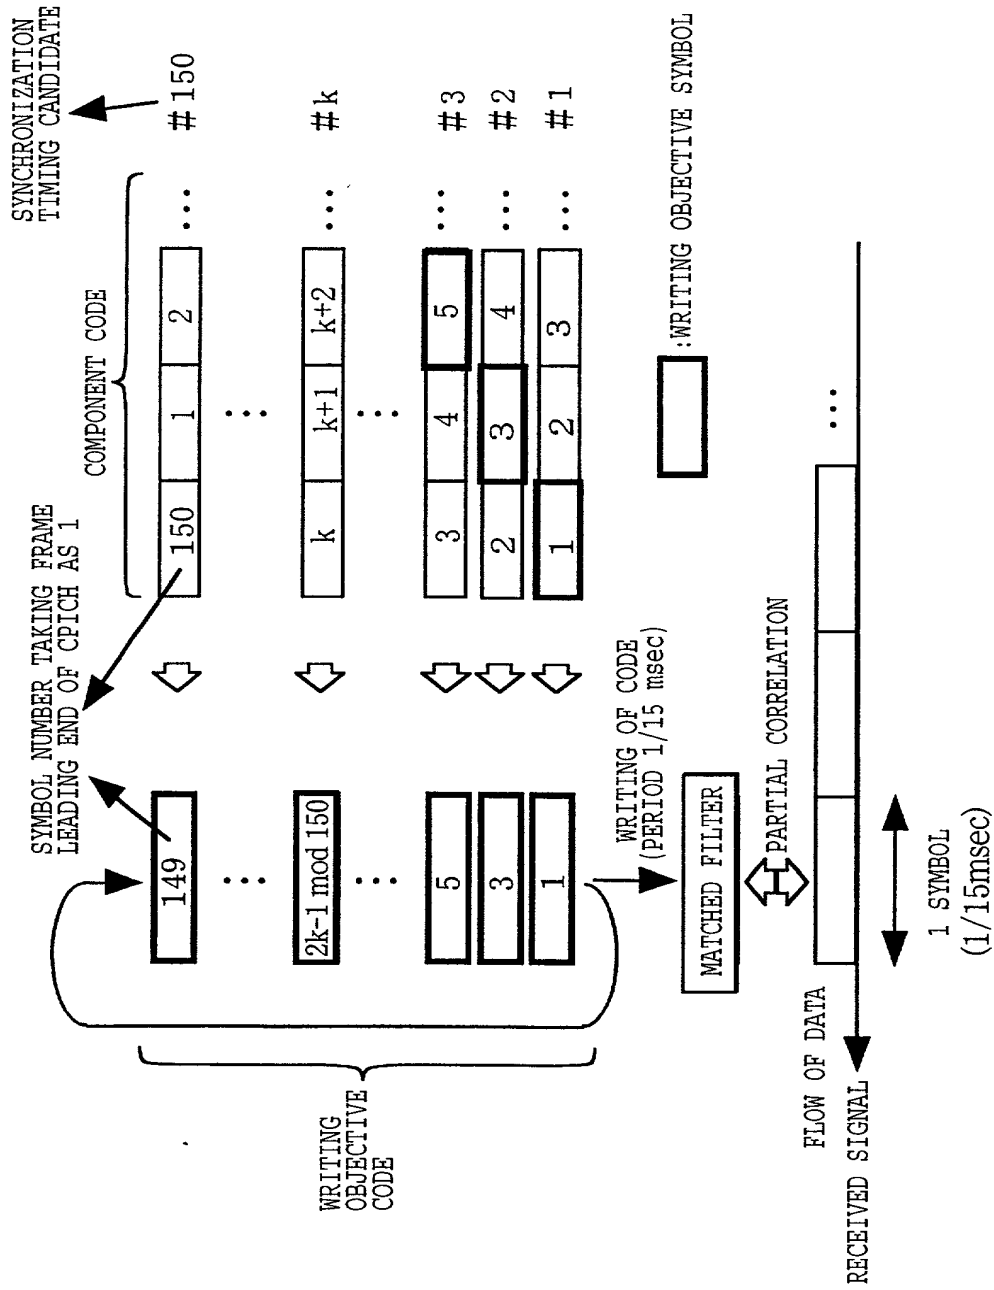 SYNCHRONIZATION
TIMING CANDIDATE
COMPONENT CODE
SYMBOL NUMBER TAKING FRAME
LEADING END OF CPICH AS 1
149
150 1 2 ... #150
...
...
2k-1 mod 150
k k+1 k+2 ... #k
...
...
5
3 4 5 ... #3
3
2 3 4 ... #2
1
1 2 3 ... #1
WRITING
OBJECTIVE
CODE
WRITING OF CODE
(PERIOD 1/15 msec)
:WRITING OBJECTIVE SYMBOL
MATCHED FILTER
PARTIAL CORRELATION
FLOW OF DATA
...
RECEIVED SIGNAL
1 SYMBOL
(1/15msec)